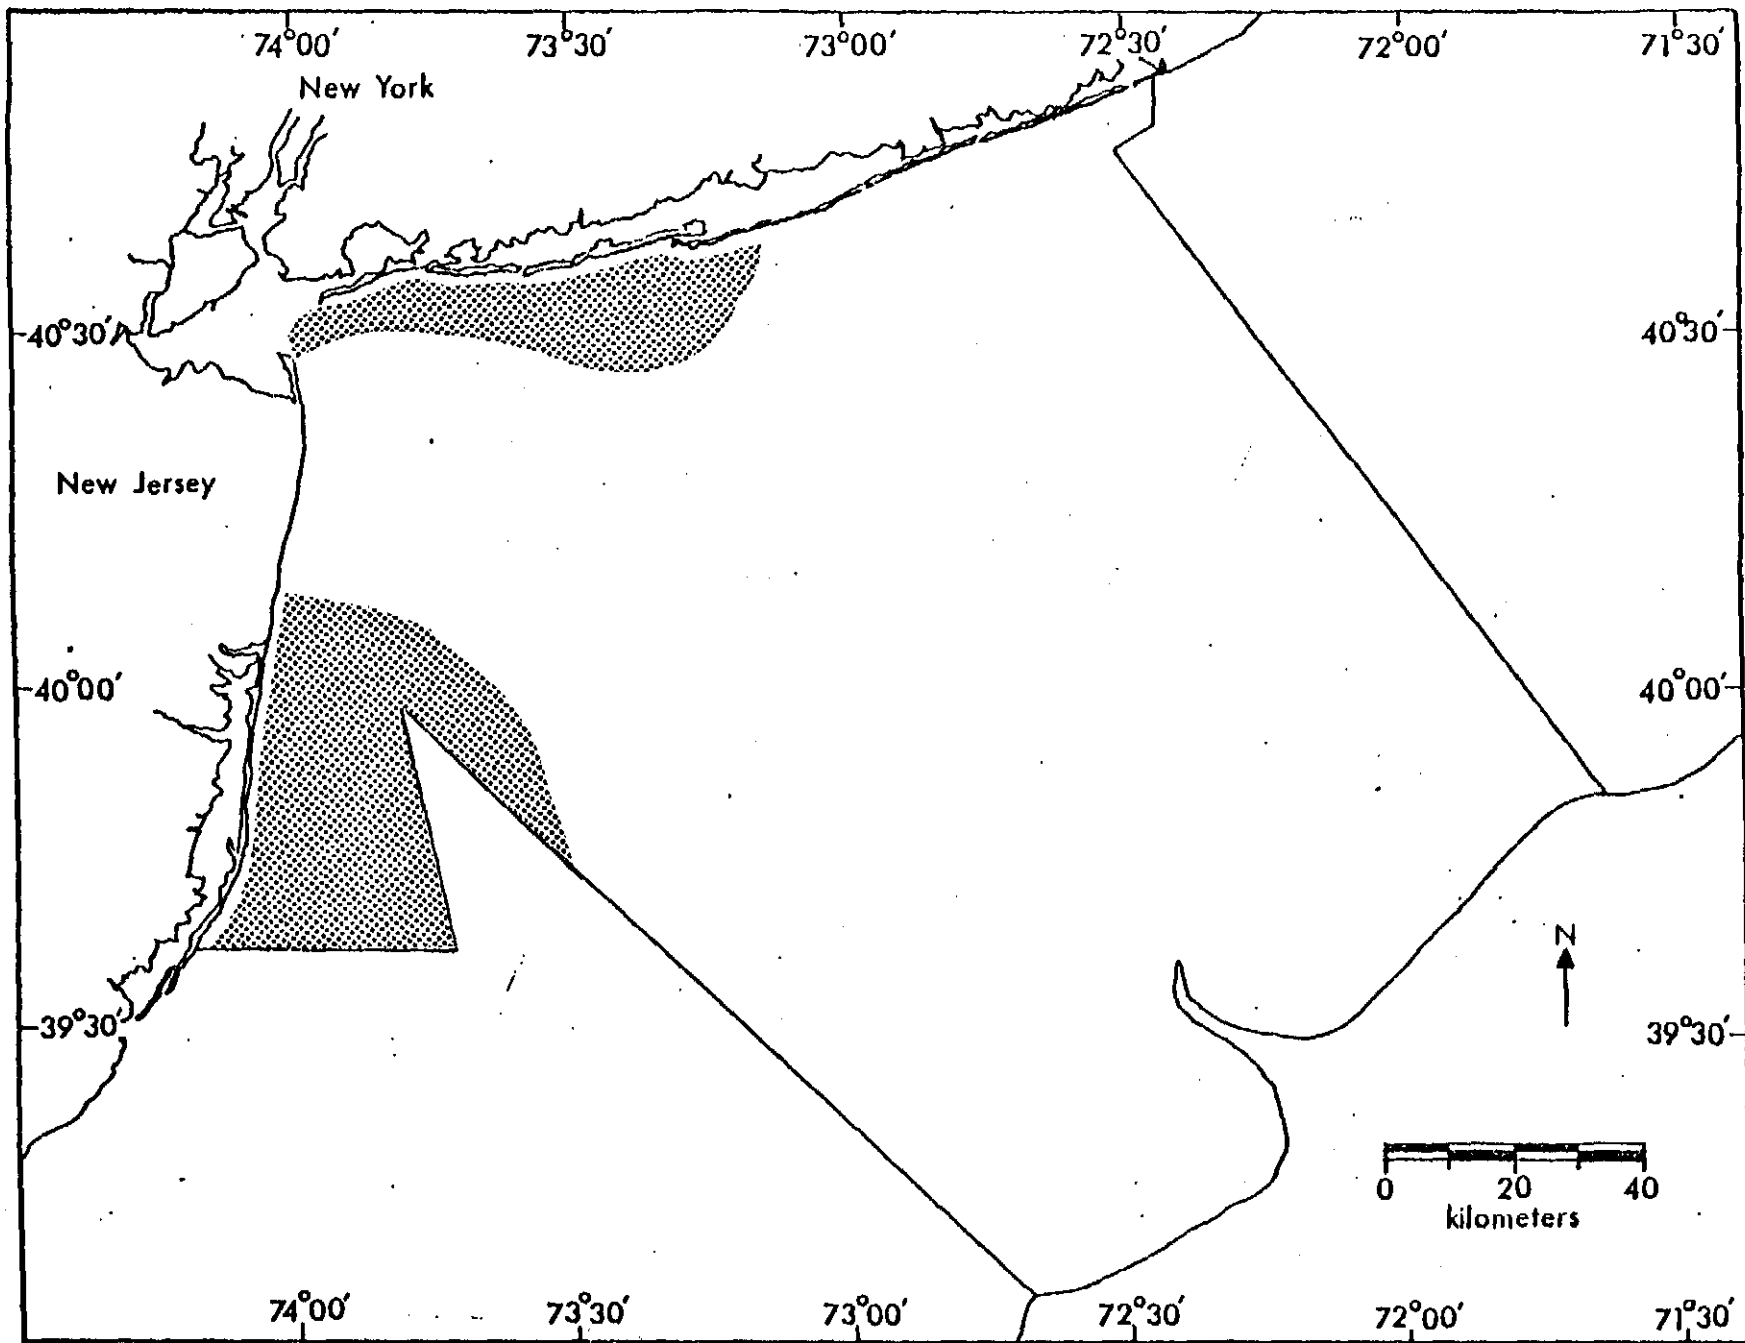 74°00′ 73°30′ 73°00′ 72°30′ 72°00′ 71°30′
New York
40°30′ 40°30′
New Jersey
40°00′ 40°00′
N
39°30′ 39°30′
0 20 40
kilometers
74°00′ 73°30′ 73°00′ 72°30′ 72°00′ 71°30′